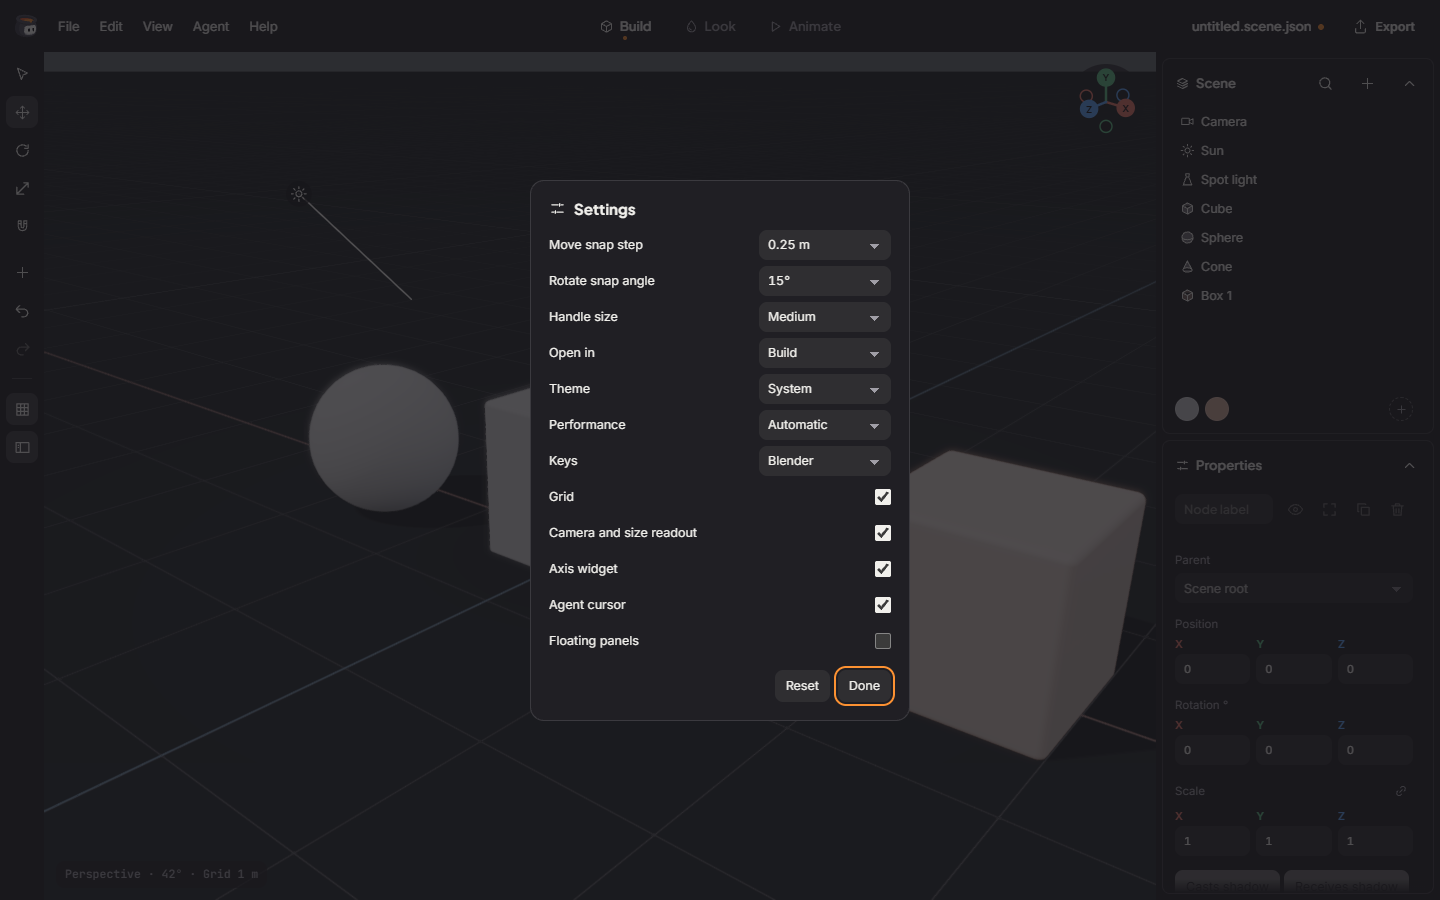 File Edit View Agent Help
Build Look Animate
untitled.scene.json Export
Y
X
Z
Scene
Camera
Sun
Spot light
Cube
Sphere
Cone
Box 1
Settings
Move snap step 0.25 m
Rotate snap angle 15°
Handle size Medium
Open in Build
Theme System
Performance Automatic
Keys Blender
Grid
Camera and size readout
Axis widget
Agent cursor
Floating panels
Reset Done
Properties
Node label
Parent
Scene root
Position
X Y Z
0 0 0
Rotation °
X Y Z
0 0 0
Scale
X Y Z
1 1 1
Casts shadow Receives shadow
Perspective · 42° · Grid 1 m